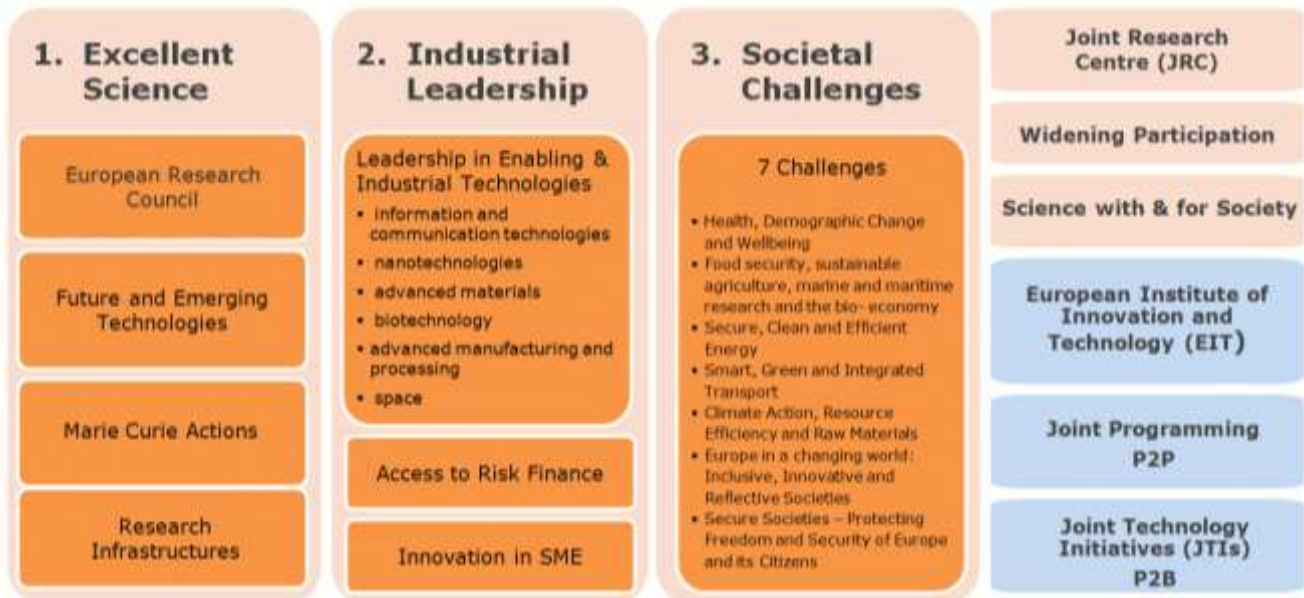 1. Excellent
Science
European Research
Council
Future and Emerging
Technologies
Marie Curie Actions
Research
Infrastructures
2. Industrial
Leadership
Leadership in Enabling &
Industrial Technologies
• information and
communication technologies
• nanotechnologies
• advanced materials
• biotechnology
• advanced manufacturing and
processing
• space
Access to Risk Finance
Innovation in SME
3. Societal
Challenges
7 Challenges
• Health, Demographic Change
and Wellbeing
• Food security, sustainable
agriculture, marine and maritime
research and the bio- economy
• Secure, Clean and Efficient
Energy
• Smart, Green and Integrated
Transport
• Climate Action, Resource
Efficiency and Raw Materials
• Europe in a changing world:
Inclusive, Innovative and
Reflective Societies
• Secure Societies – Protecting
Freedom and Security of Europe
and its Citizens
Joint Research
Centre (JRC)
Widening Participation
Science with & for Society
European Institute of
Innovation and
Technology (EIT)
Joint Programming
P2P
Joint Technology
Initiatives (JTIs)
P2B